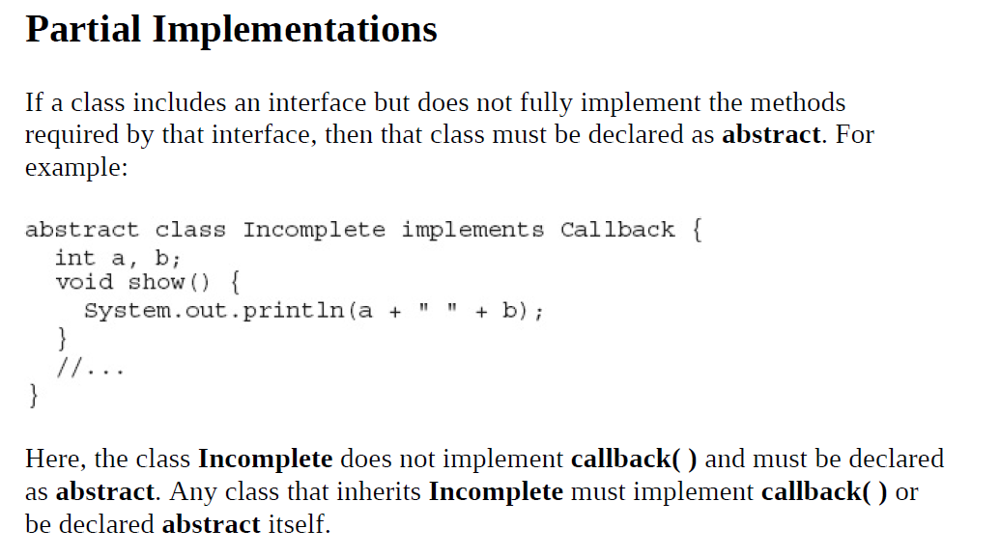 Partial Implementations
If a class includes an interface but does not fully implement the methods
required by that interface, then that class must be declared as abstract. For
example:
abstract class Incomplete implements Callback {
  int a, b;
  void show() {
    System.out.println(a + " " + b);
  }
  //...
}
Here, the class Incomplete does not implement callback( ) and must be declared
as abstract. Any class that inherits Incomplete must implement callback( ) or
be declared abstract itself.